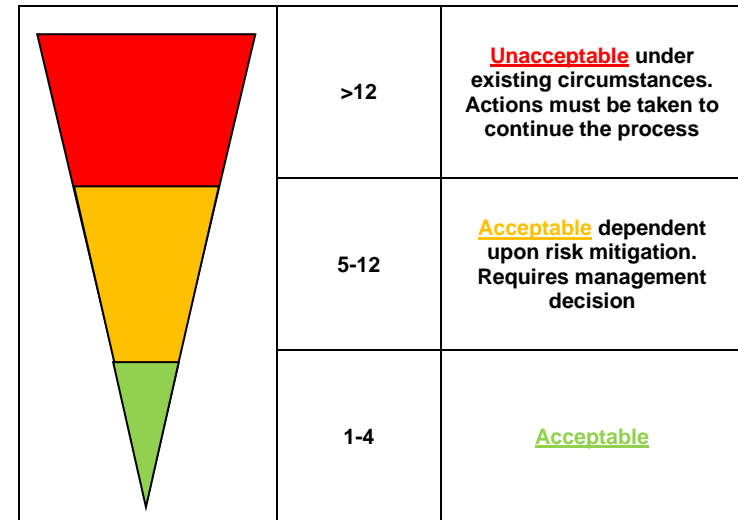 >12
Unacceptable under
existing circumstances.
Actions must be taken to
continue the process
5-12
Acceptable dependent
upon risk mitigation.
Requires management
decision
1-4
Acceptable